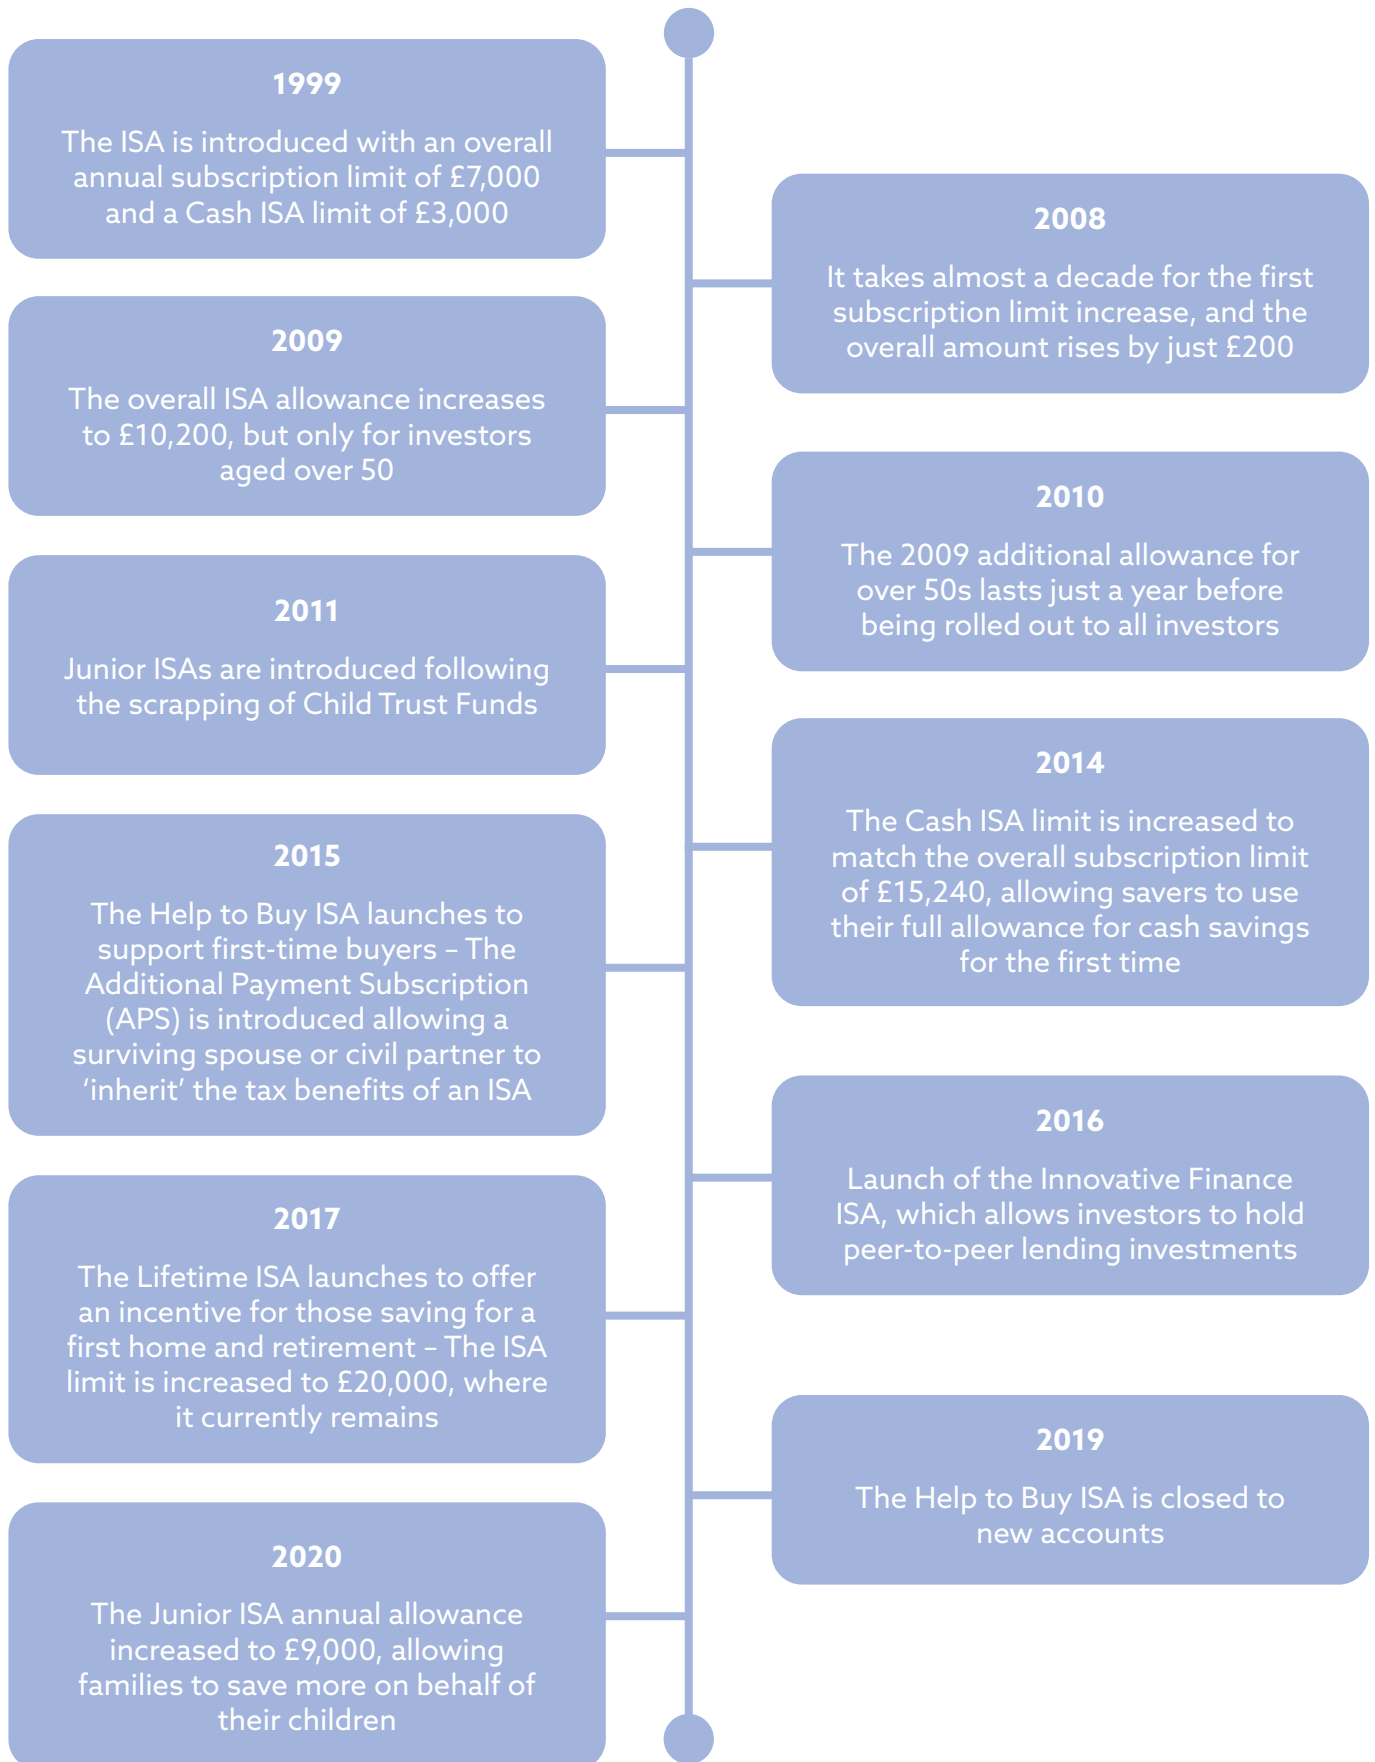 1999
The ISA is introduced with an overall
annual subscription limit of £7,000
and a Cash ISA limit of £3,000
2008
It takes almost a decade for the first
subscription limit increase, and the
overall amount rises by just £200
2009
The overall ISA allowance increases
to £10,200, but only for investors
aged over 50
2010
The 2009 additional allowance for
over 50s lasts just a year before
being rolled out to all investors
2011
Junior ISAs are introduced following
the scrapping of Child Trust Funds
2014
The Cash ISA limit is increased to
match the overall subscription limit
of £15,240, allowing savers to use
their full allowance for cash savings
for the first time
2015
The Help to Buy ISA launches to
support first-time buyers – The
Additional Payment Subscription
(APS) is introduced allowing a
surviving spouse or civil partner to
‘inherit’ the tax benefits of an ISA
2016
Launch of the Innovative Finance
ISA, which allows investors to hold
peer-to-peer lending investments
2017
The Lifetime ISA launches to offer
an incentive for those saving for a
first home and retirement – The ISA
limit is increased to £20,000, where
it currently remains
2019
The Help to Buy ISA is closed to
new accounts
2020
The Junior ISA annual allowance
increased to £9,000, allowing
families to save more on behalf of
their children